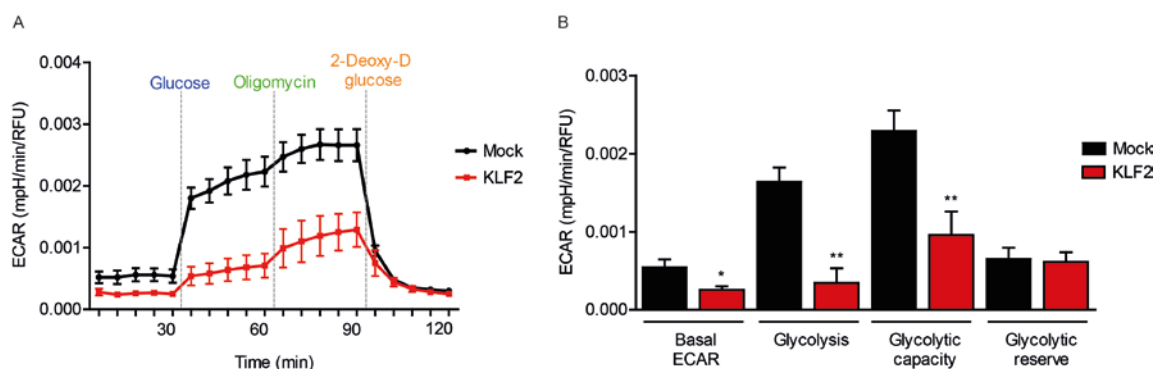 A
Glucose
Oligomycin
2-Deoxy-D
glucose
ECAR (mpH/min/RFU)
0.004
0.003
0.002
0.001
0.000
30
60
90
120
Time (min)
Mock
KLF2
B
ECAR (mpH/min/RFU)
0.003
0.002
0.001
0.000
*
**
**
Mock
KLF2
Basal
ECAR
Glycolysis
Glycolytic
capacity
Glycolytic
reserve